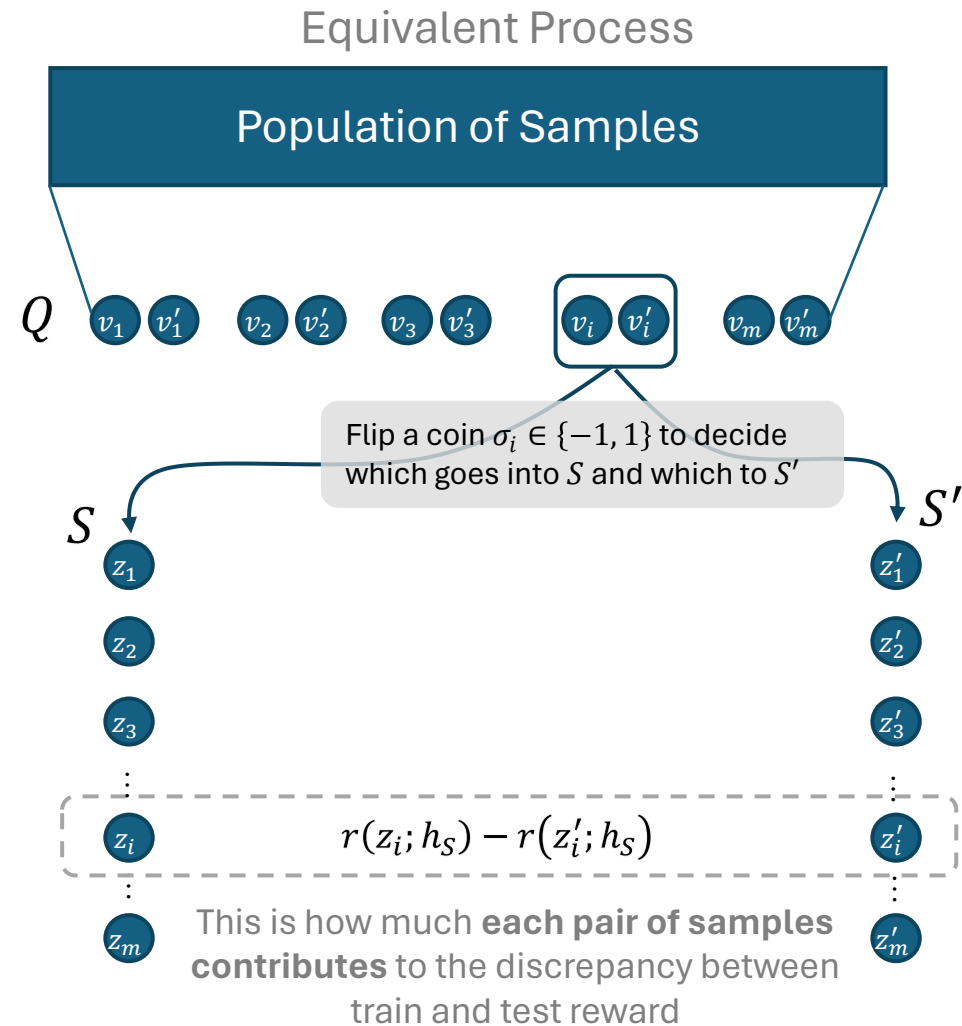 Equivalent Process
Population of Samples
Q v₁ v₁′ v₂ v₂′ v₃ v₃′ vᵢ vᵢ′ vₘ vₘ′
Flip a coin σᵢ ∈ {−1, 1} to decide
which goes into S and which to S′
S S′
z₁ z₁′
z₂ z₂′
z₃ z₃′
⋮ ⋮
zᵢ r(zᵢ; h_S) − r(zᵢ′; h_S) zᵢ′
⋮ ⋮
zₘ zₘ′
This is how much each pair of samples
contributes to the discrepancy between
train and test reward